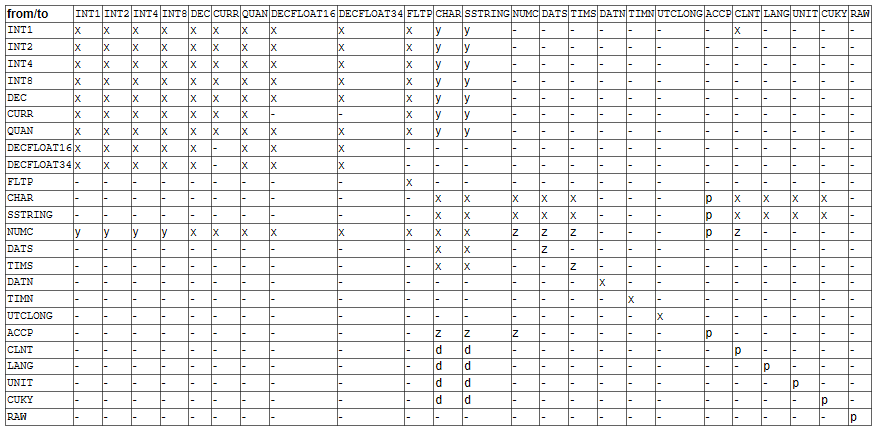 from/to INT1 INT2 INT4 INT8 DEC CURR QUAN DECFLOAT16 DECFLOAT34 FLTP CHAR SSTRING NUMC DATS TIMS DATN TIMN UTCLONG ACCP CLNT LANG UNIT CUKY RAW
INT1 x x x x x x x x x x y y - - - - - - - x - - - -
INT2 x x x x x x x x x x y y - - - - - - - - - - - -
INT4 x x x x x x x x x x y y - - - - - - - - - - - -
INT8 x x x x x x x x x x y y - - - - - - - - - - - -
DEC x x x x x x x x x x y y - - - - - - - - - - - -
CURR x x x x x x x - - x y y - - - - - - - - - - - -
QUAN x x x x x x x x x x y y - - - - - - - - - - - -
DECFLOAT16 x x x x x - x x x - - - - - - - - - - - - - - -
DECFLOAT34 x x x x x - x x x - - - - - - - - - - - - - - -
FLTP - - - - - - - - - x - - - - - - - - - - - - - -
CHAR - - - - - - - - - - x x x x x - - - p x x x x -
SSTRING - - - - - - - - - - x x x x x - - - p x x x x -
NUMC y y y y x x x x x x x x z z z - - - p z - - - -
DATS - - - - - - - - - - x x - z - - - - - - - - - -
TIMS - - - - - - - - - - x x - - z - - - - - - - - -
DATN - - - - - - - - - - - - - - - x - - - - - - - -
TIMN - - - - - - - - - - - - - - - - x - - - - - - -
UTCLONG - - - - - - - - - - - - - - - - - x - - - - - -
ACCP - - - - - - - - - - z z z - - - - - p - - - - -
CLNT - - - - - - - - - - d d - - - - - - - p - - - -
LANG - - - - - - - - - - d d - - - - - - - - p - - -
UNIT - - - - - - - - - - d d - - - - - - - - - p - -
CUKY - - - - - - - - - - d d - - - - - - - - - - p -
RAW - - - - - - - - - - - - - - - - - - - - - - - p